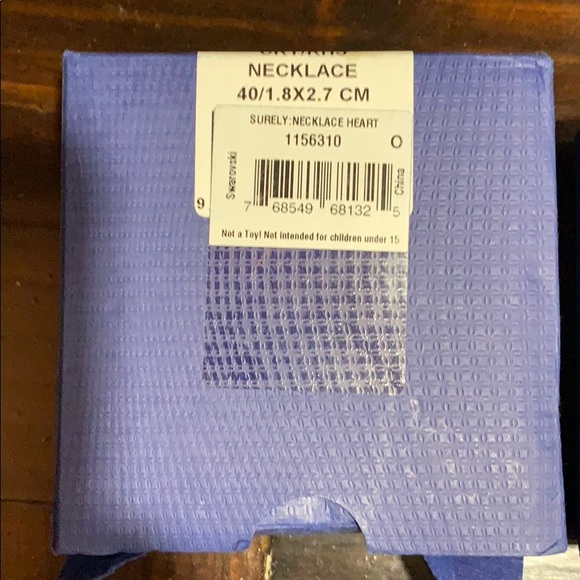 NECKLACE
40/1.8X2.7 CM
SURELY:NECKLACE HEART
1156310 O
Swarovski
China
9
7 68549 68132 5
Not a Toy! Not intended for children under 15